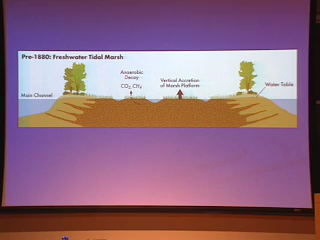 Pre-1880: Freshwater Tidal Marsh
Anaerobic
Decay
CO₂, CH₄
Vertical Accretion
of Marsh Platform
Water Table
Main Channel